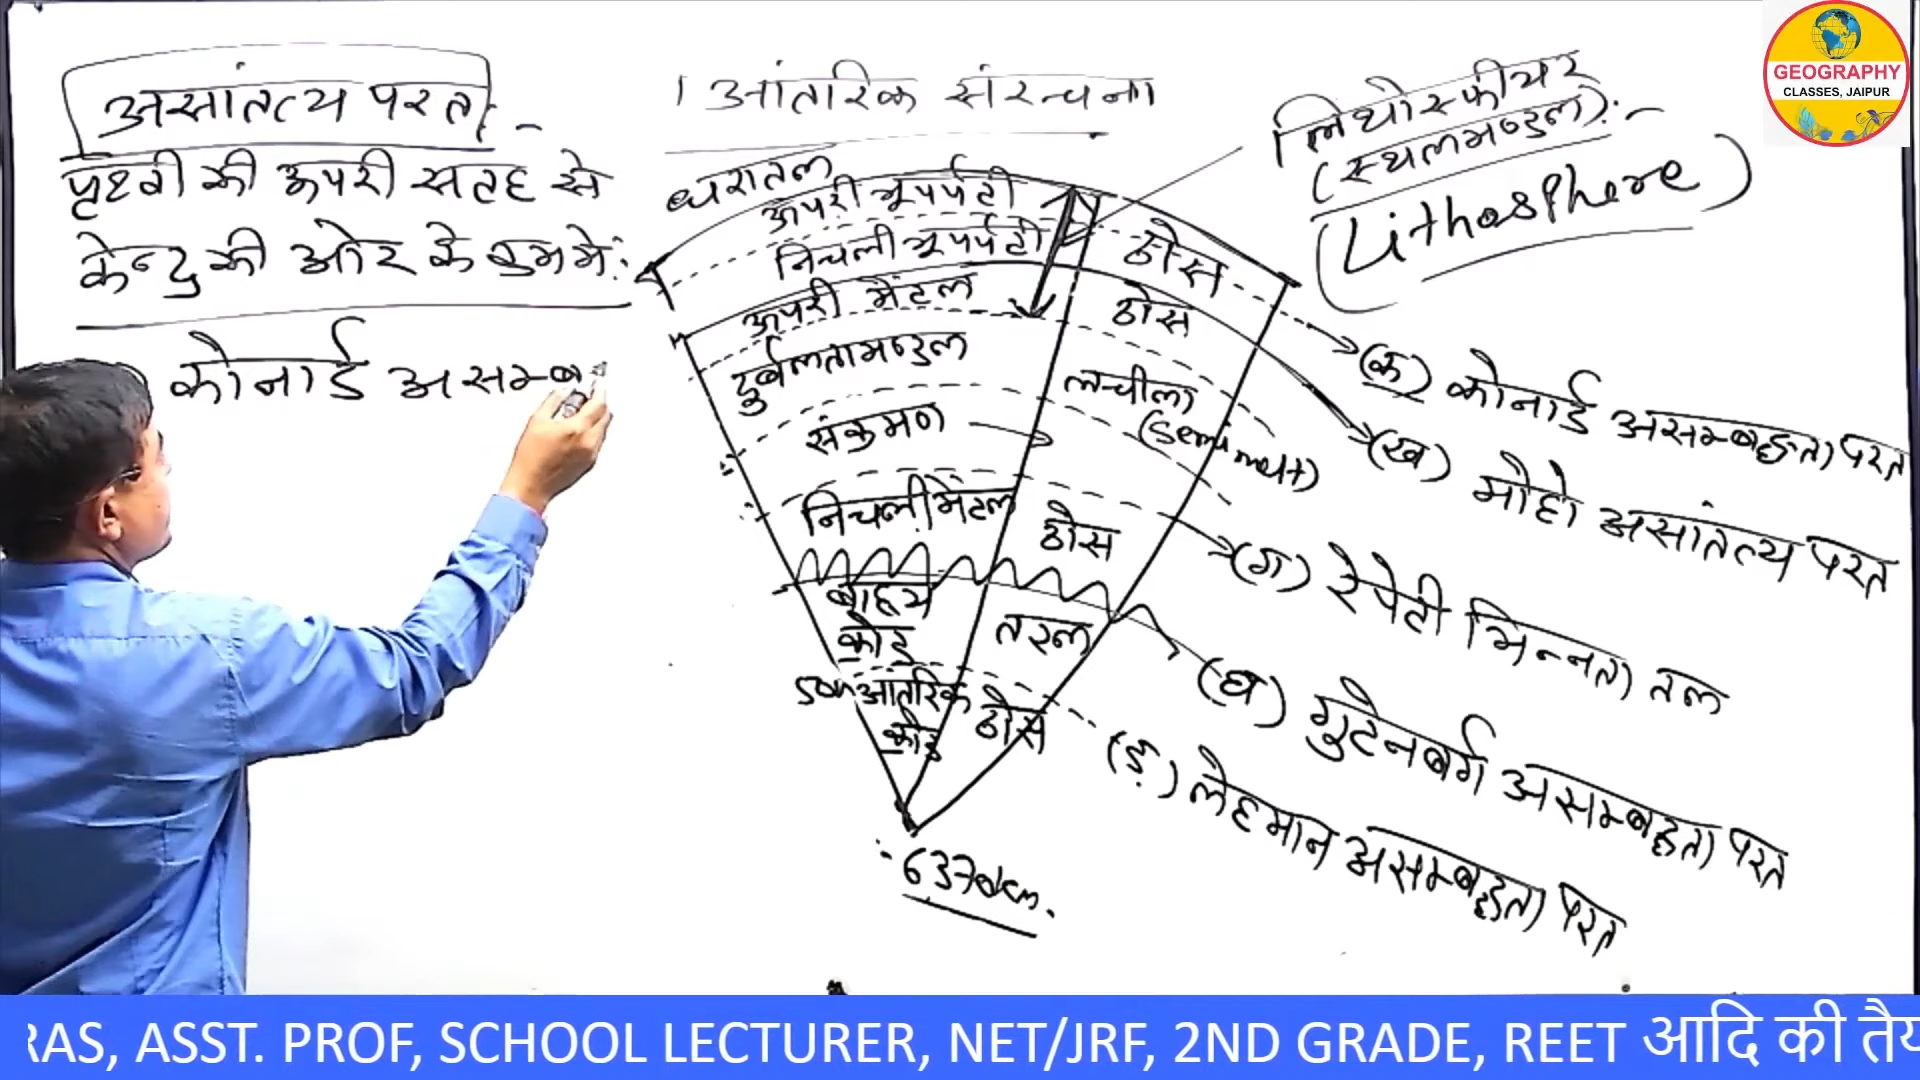 असांतत्य परत -
पृथ्वी की ऊपरी सतह से
केन्द्र की ओर के क्रम में:
कोनार्ड असम्ब
आंतरिक संरचना
धरातल
ऊपरी भूपर्पटी
निचली भूपर्पटी
ऊपरी मेंटल
दुर्बलतामण्डल
संक्रमण
निचली मेंटल
बाह्य
कोर
आंतरिक
कोर
6370km.
ठोस
ठोस
लचीला
(Semi melt)
ठोस
तरल
ठोस
लिथोस्फीयर
(स्थलमण्डल):-
(Lithosphere)
(क) कोनार्ड असम्बद्धता परत
(ख) मोहो असांतत्य परत
(ग) रेपेटी भिन्नता तल
(घ) गुटेनबर्ग असम्बद्धता परत
(ड़) लेहमान असम्बद्धता परत
GEOGRAPHY
CLASSES, JAIPUR
RAS, ASST. PROF, SCHOOL LECTURER, NET/JRF, 2ND GRADE, REET आदि की तै